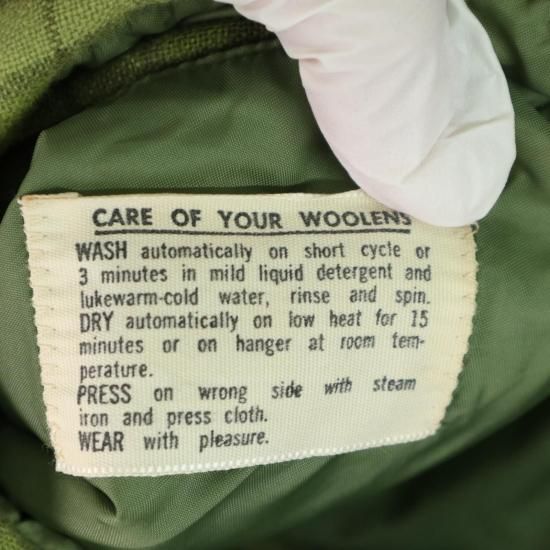 CARE OF YOUR WOOLENS
WASH automatically on short cycle or
3 minutes in mild liquid detergent and
lukewarm-cold water, rinse and spin.
DRY automatically on low heat for 15
minutes or on hanger at room tem-
perature.
PRESS on wrong side with steam
iron and press cloth.
WEAR with pleasure.